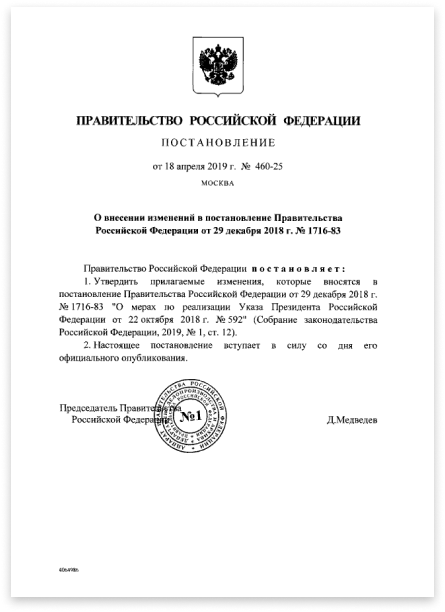 ПРАВИТЕЛЬСТВО РОССИЙСКОЙ ФЕДЕРАЦИИ
ПОСТАНОВЛЕНИЕ
от 18 апреля 2019 г. № 460-25
МОСКВА
О внесении изменений в постановление Правительства
Российской Федерации от 29 декабря 2018 г. № 1716-83
Правительство Российской Федерации постановляет:
1. Утвердить прилагаемые изменения, которые вносятся в
постановление Правительства Российской Федерации от 29 декабря 2018 г.
№ 1716-83 "О мерах по реализации Указа Президента Российской
Федерации от 22 октября 2018 г. № 592" (Собрание законодательства
Российской Федерации, 2019, № 1, ст. 12).
2. Настоящее постановление вступает в силу со дня его
официального опубликования.
Председатель Правительства
Российской Федерации
Д.Медведев
№1